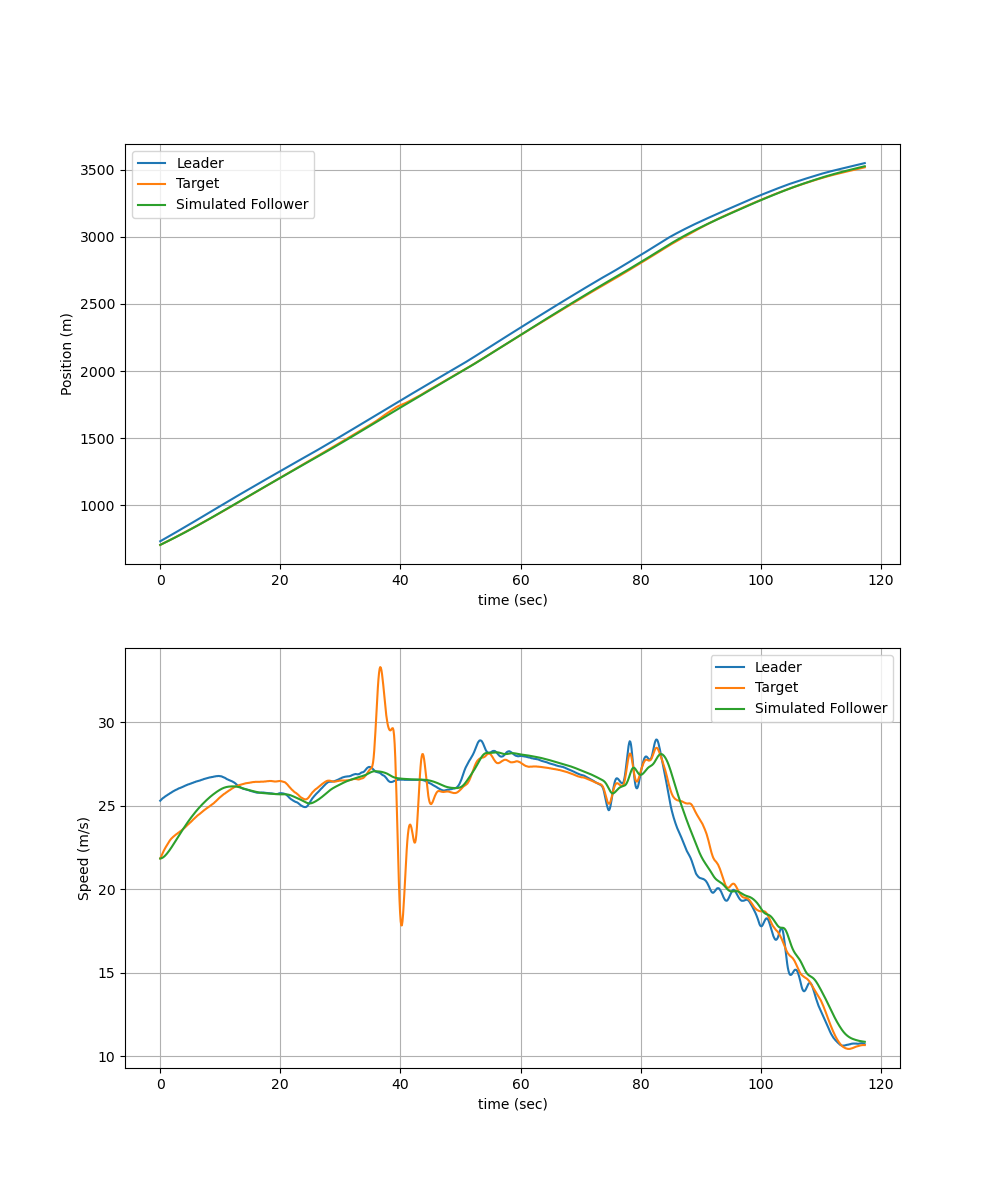 Leader
Target
Simulated Follower
3500
3000
2500
2000
1500
1000
Position (m)
0 20 40 60 80 100 120
time (sec)
Leader
Target
Simulated Follower
30
25
20
15
10
Speed (m/s)
0 20 40 60 80 100 120
time (sec)